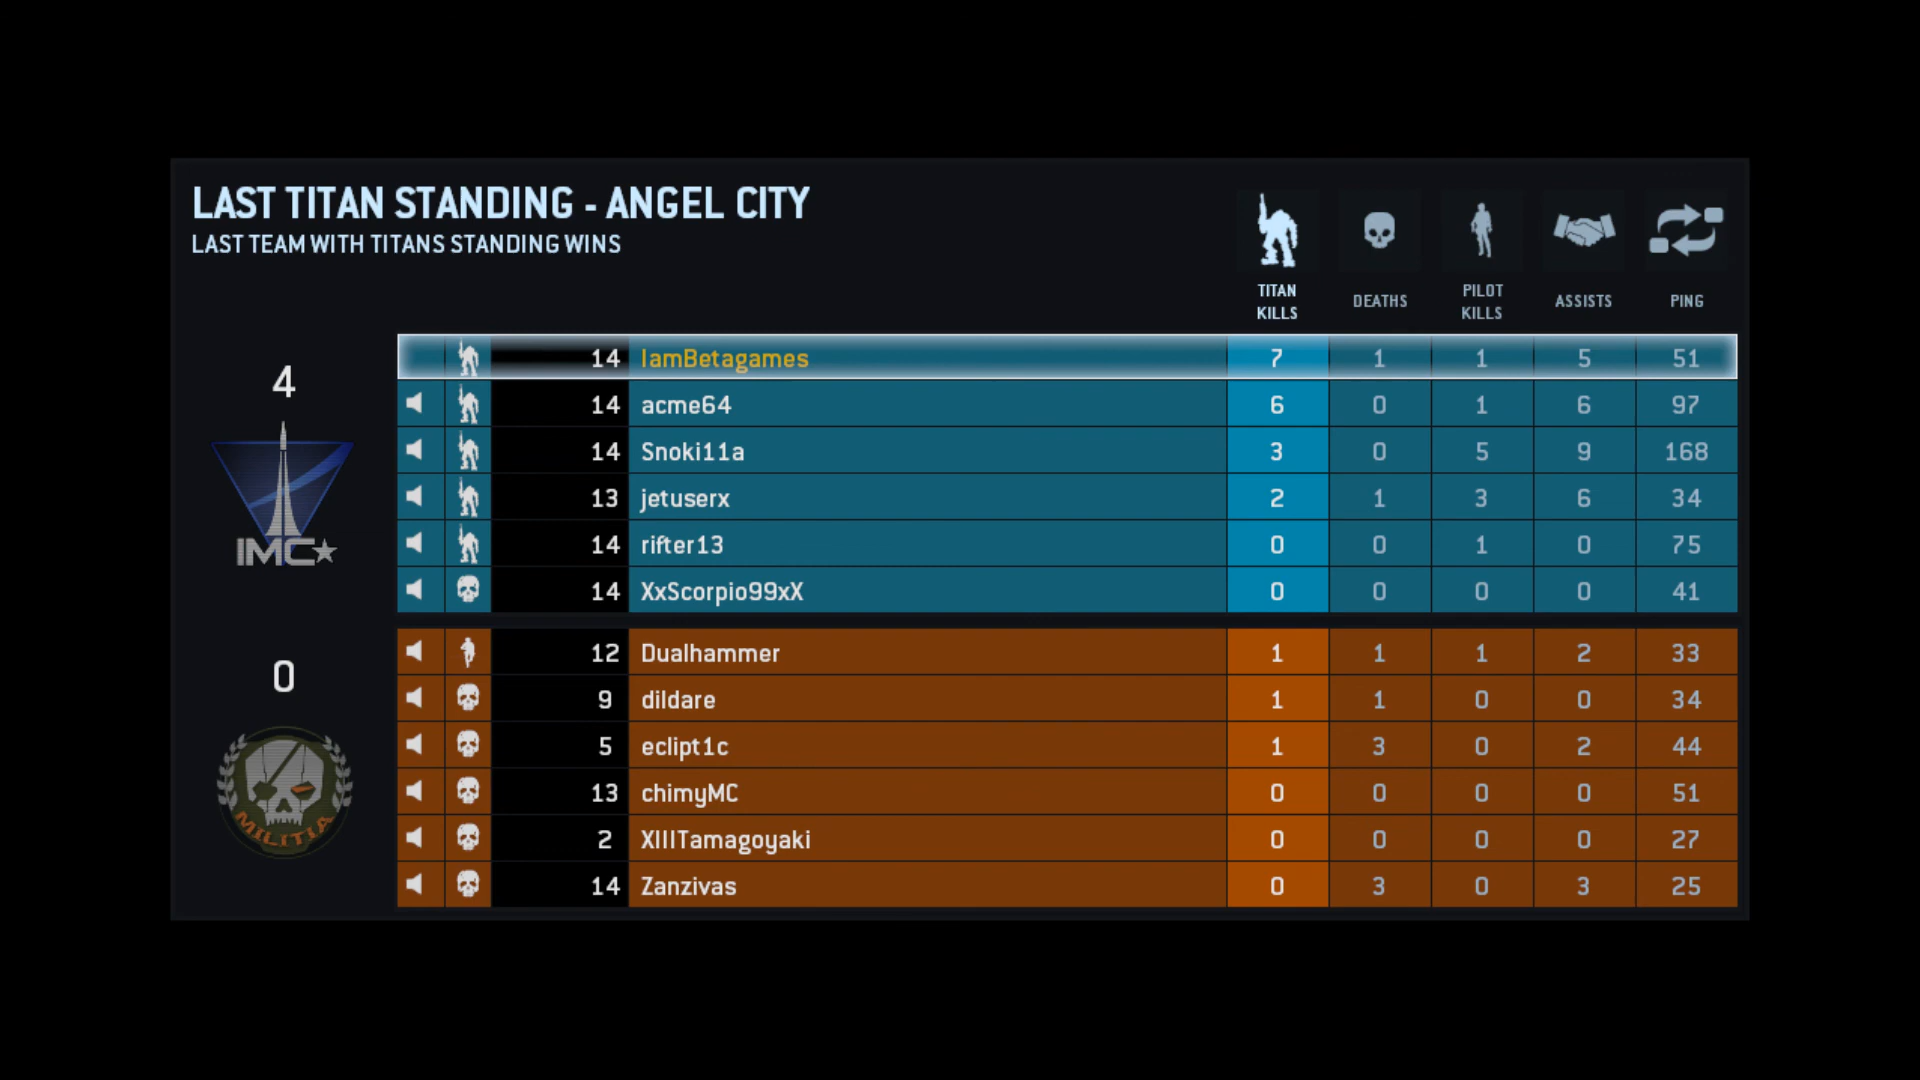 LAST TITAN STANDING - ANGEL CITY
LAST TEAM WITH TITANS STANDING WINS
TITAN KILLS DEATHS PILOT KILLS ASSISTS PING
4
IMC
14 IamBetagames 7 1 1 5 51
14 acme64 6 0 1 6 97
14 Snoki11a 3 0 5 9 168
13 jetuserx 2 1 3 6 34
14 rifter13 0 0 1 0 75
14 XxScorpio99xX 0 0 0 0 41
0
MILITIA
12 Dualhammer 1 1 1 2 33
9 dildare 1 1 0 0 34
5 eclipt1c 1 3 0 2 44
13 chimyMC 0 0 0 0 51
2 XIIITamagoyaki 0 0 0 0 27
14 Zanzivas 0 3 0 3 25